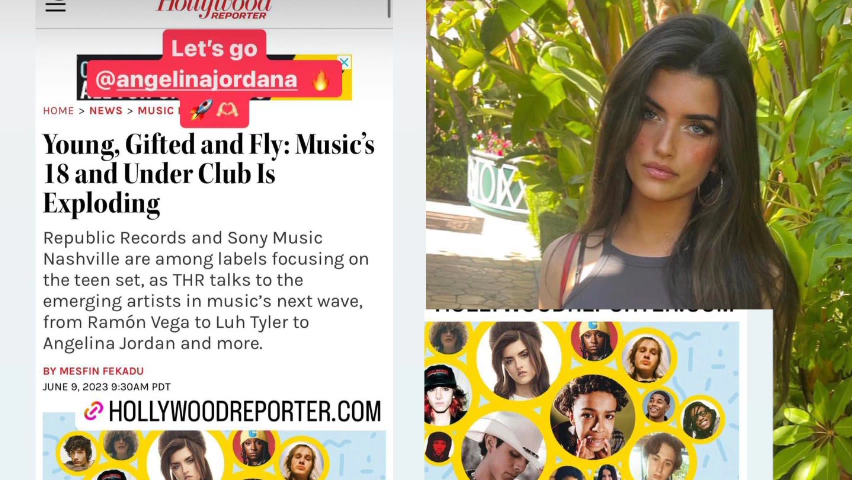 Hollywood
REPORTER
Let's go
@angelinajordana 🔥
🚀🫶
HOME > NEWS > MUSIC
Young, Gifted and Fly: Music's
18 and Under Club Is
Exploding
Republic Records and Sony Music
Nashville are among labels focusing on
the teen set, as THR talks to the
emerging artists in music's next wave,
from Ramón Vega to Luh Tyler to
Angelina Jordan and more.
BY MESFIN FEKADU
JUNE 9, 2023 9:30AM PDT
HOLLYWOODREPORTER.COM
HOLLYWOODREPORTER.COM